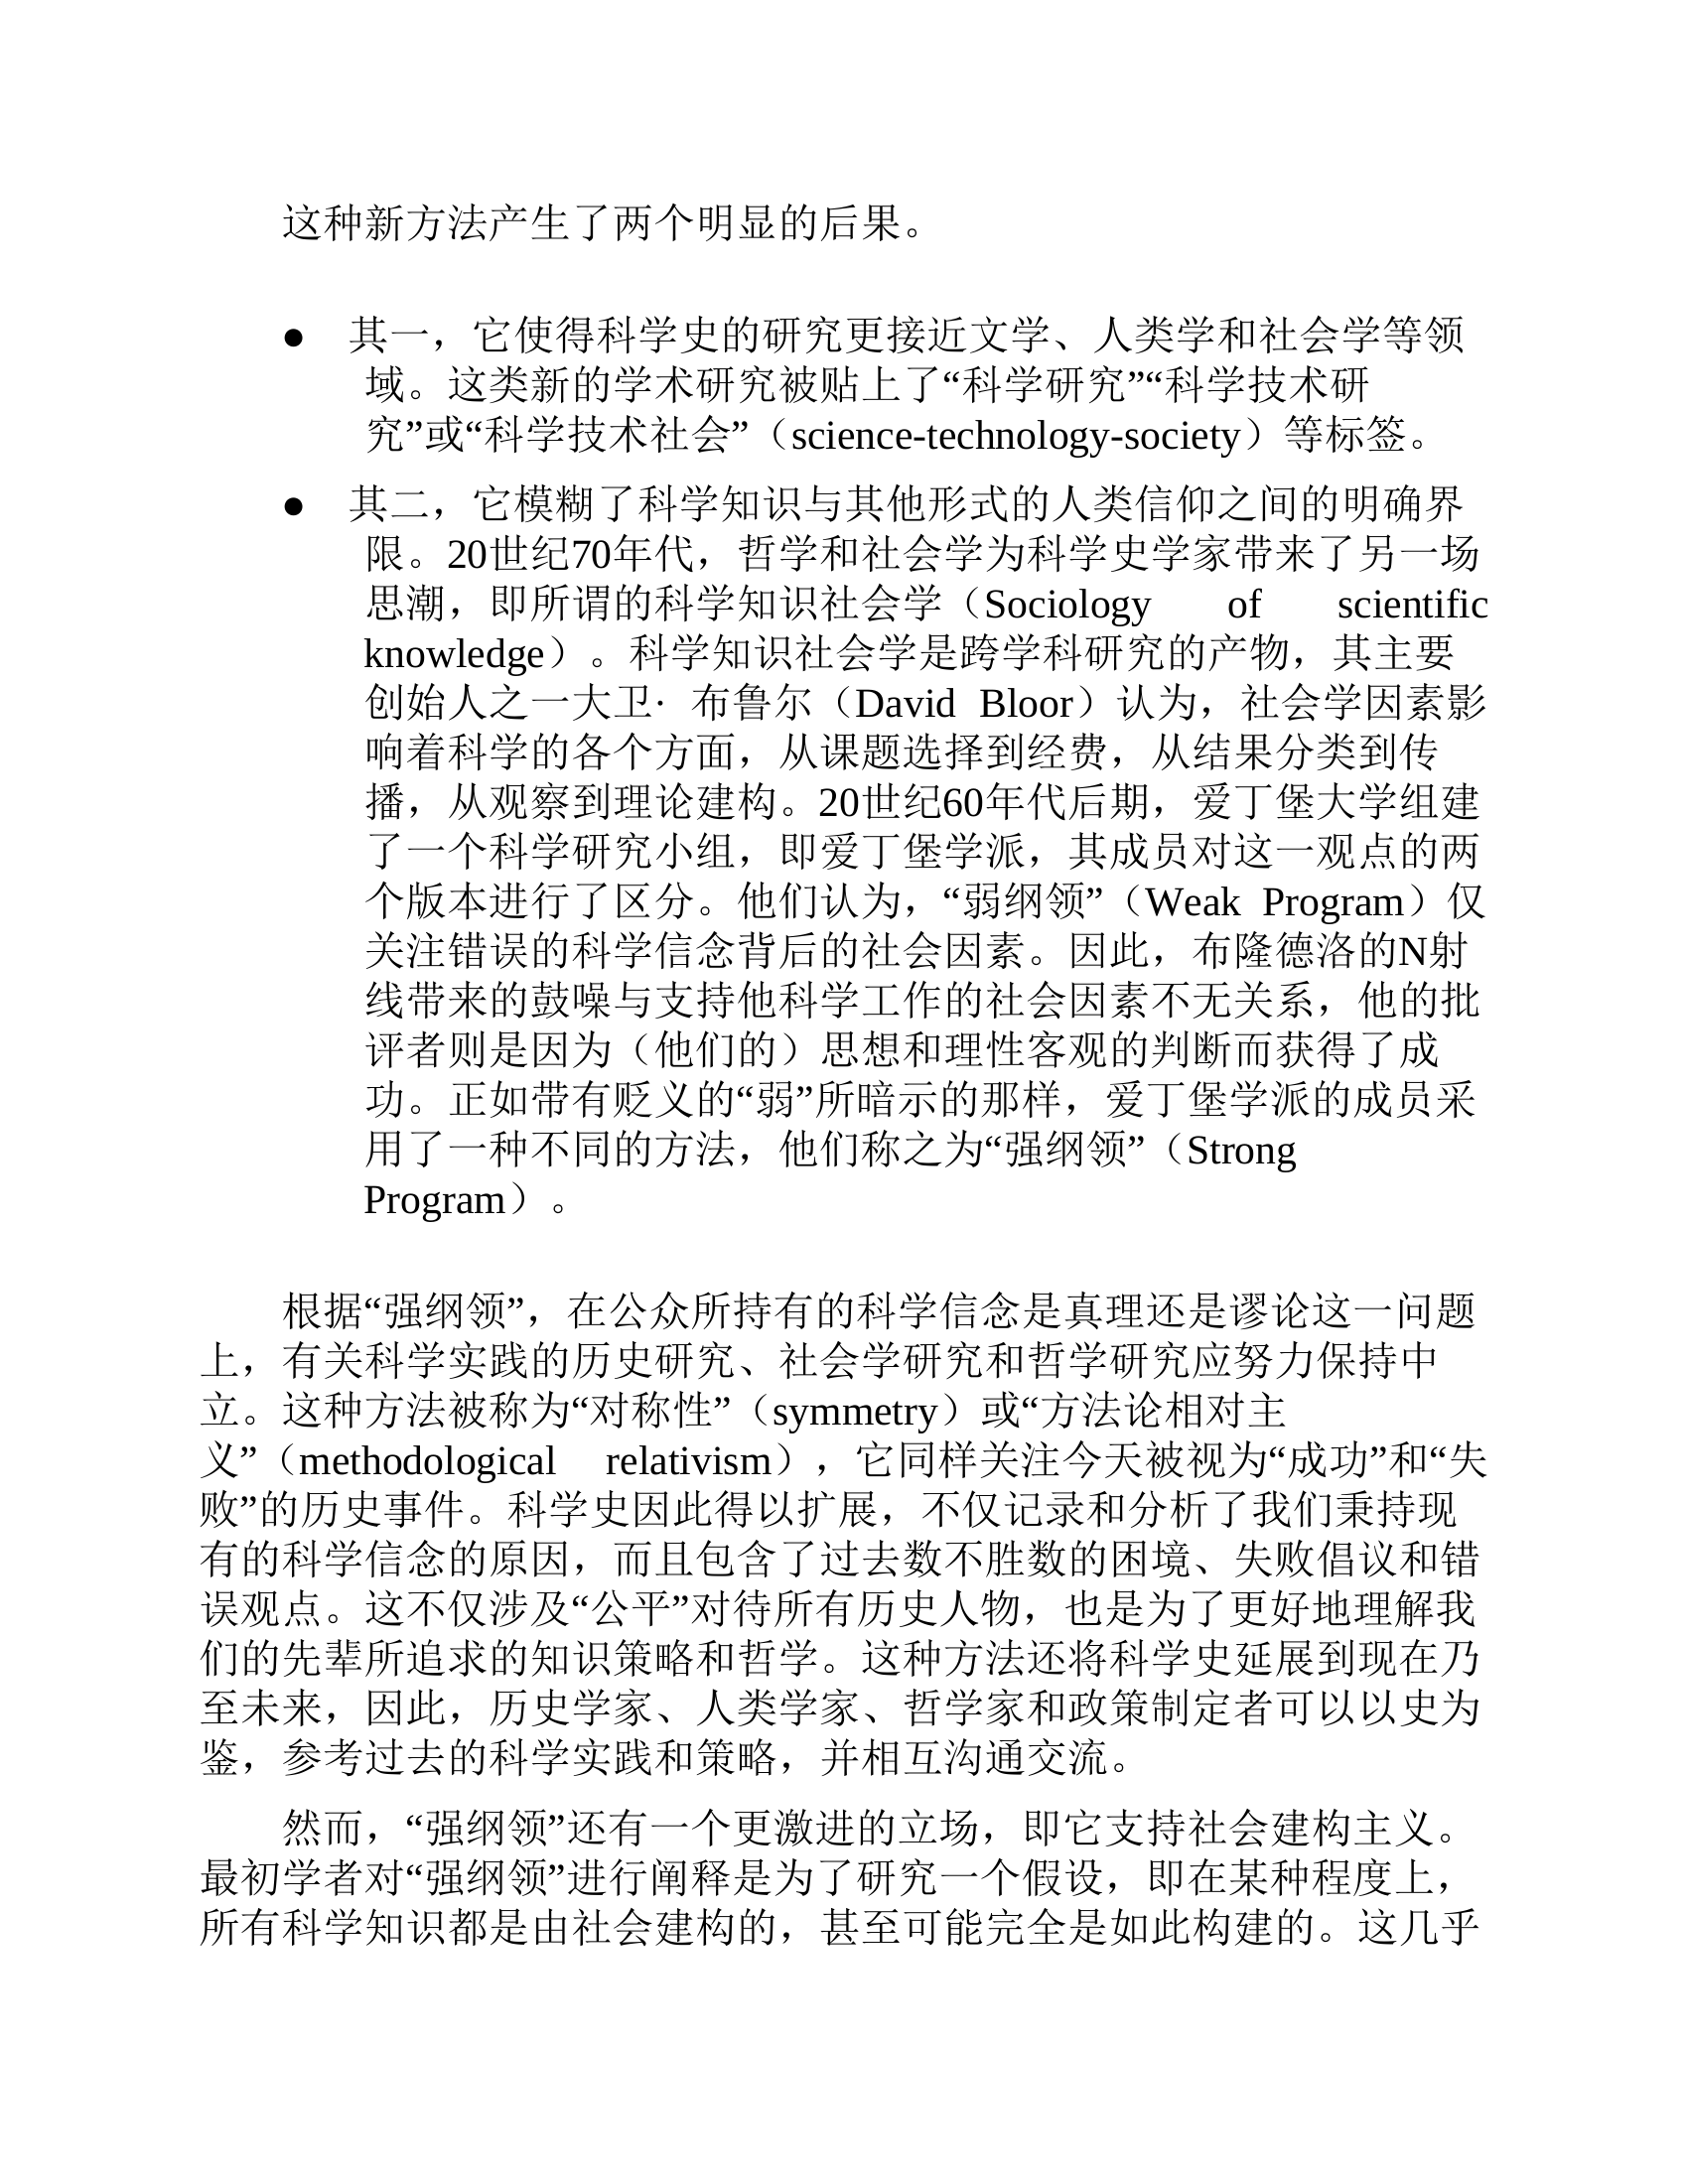 这种新方法产生了两个明显的后果。
● 其一，它使得科学史的研究更接近文学、人类学和社会学等领
域。这类新的学术研究被贴上了“科学研究”“科学技术研
究”或“科学技术社会”（science-technology-society）等标签。
● 其二，它模糊了科学知识与其他形式的人类信仰之间的明确界
限。20世纪70年代，哲学和社会学为科学史学家带来了另一场
思潮，即所谓的科学知识社会学（Sociology of scientific
knowledge）。科学知识社会学是跨学科研究的产物，其主要
创始人之一大卫· 布鲁尔（David Bloor）认为，社会学因素影
响着科学的各个方面，从课题选择到经费，从结果分类到传
播，从观察到理论建构。20世纪60年代后期，爱丁堡大学组建
了一个科学研究小组，即爱丁堡学派，其成员对这一观点的两
个版本进行了区分。他们认为，“弱纲领”（Weak Program）仅
关注错误的科学信念背后的社会因素。因此，布隆德洛的N射
线带来的鼓噪与支持他科学工作的社会因素不无关系，他的批
评者则是因为（他们的）思想和理性客观的判断而获得了成
功。正如带有贬义的“弱”所暗示的那样，爱丁堡学派的成员采
用了一种不同的方法，他们称之为“强纲领”（Strong
Program）。
根据“强纲领”，在公众所持有的科学信念是真理还是谬论这一问题
上，有关科学实践的历史研究、社会学研究和哲学研究应努力保持中
立。这种方法被称为“对称性”（symmetry）或“方法论相对主
义”（methodological relativism），它同样关注今天被视为“成功”和“失
败”的历史事件。科学史因此得以扩展，不仅记录和分析了我们秉持现
有的科学信念的原因，而且包含了过去数不胜数的困境、失败倡议和错
误观点。这不仅涉及“公平”对待所有历史人物，也是为了更好地理解我
们的先辈所追求的知识策略和哲学。这种方法还将科学史延展到现在乃
至未来，因此，历史学家、人类学家、哲学家和政策制定者可以以史为
鉴，参考过去的科学实践和策略，并相互沟通交流。
然而，“强纲领”还有一个更激进的立场，即它支持社会建构主义。
最初学者对“强纲领”进行阐释是为了研究一个假设，即在某种程度上，
所有科学知识都是由社会建构的，甚至可能完全是如此构建的。这几乎